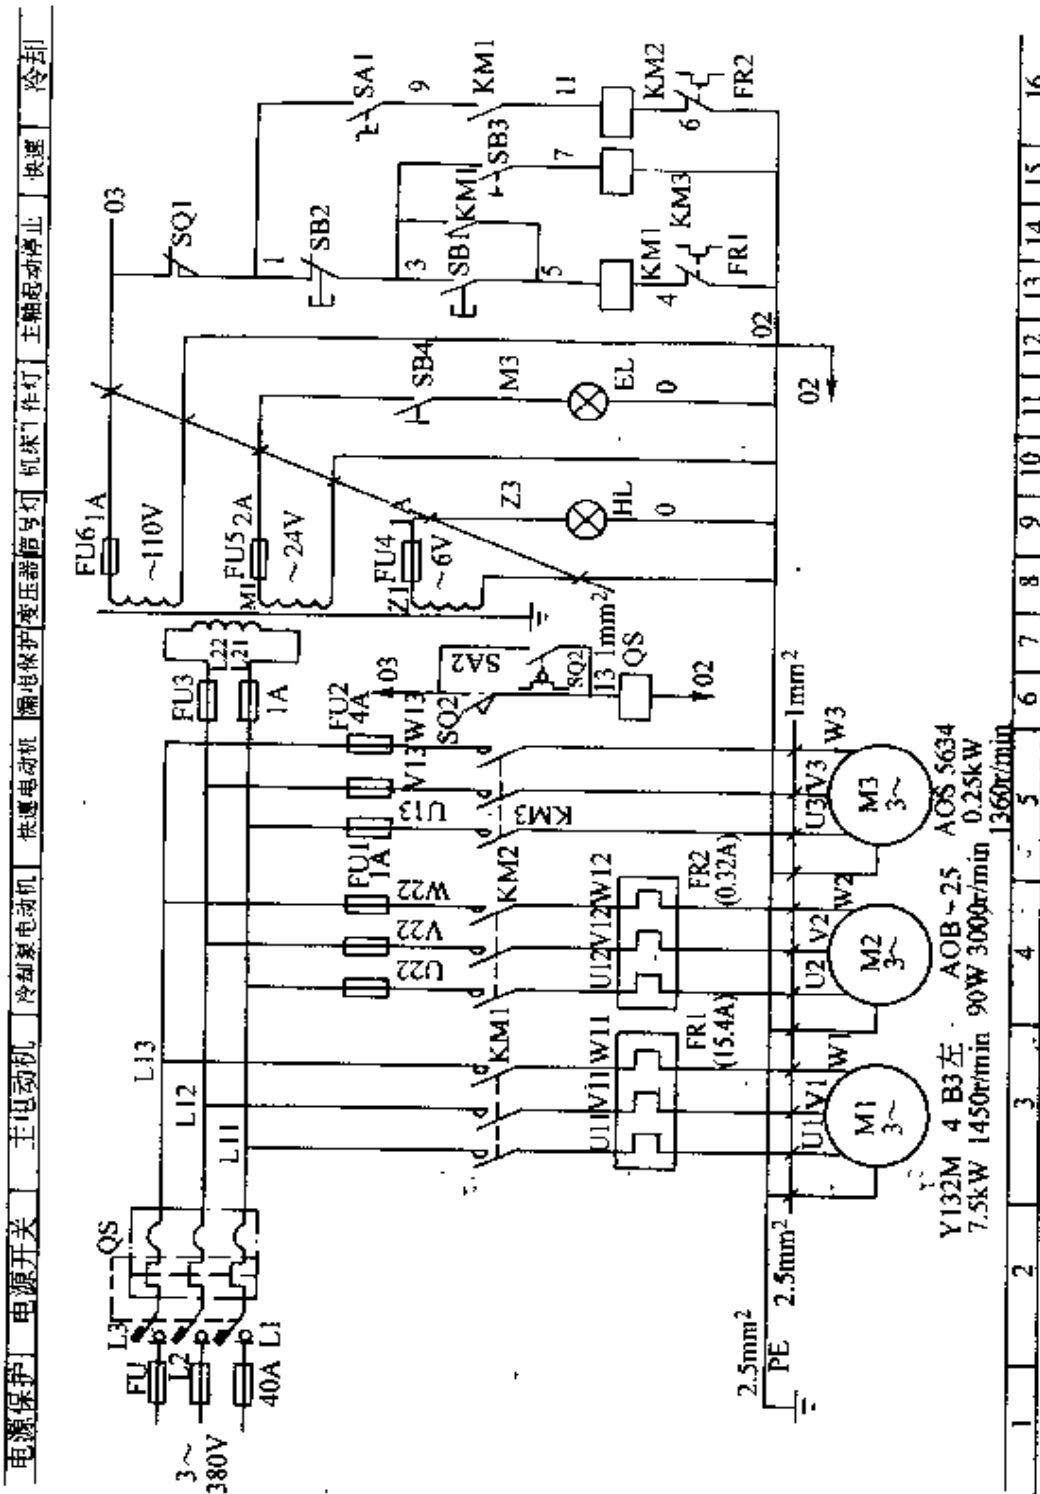 电源保护 电源开关 主电动机 冷却泵电动机 快速电动机 漏电保护 变压器 信号灯 机床工作灯 主轴起动停止 快速 冷却
3～
380V
FU
40A
L3
L2
L1
QS
L13
L12
L11
FU3
1A
L22
L21
FU6 1A
～110V
M1
FU5 2A
～24V
Z1
FU4 1A
～6V
03
SQ1
1
SB2
3
SB1
KM1
5
SB3
7
SA1
9
KM1
11
KM1
4
FR1
KM3
KM2
6
FR2
SB4
M3
EL
0
Z3
HL
0
02
02
FU2
4A
FU1
1A
U13
V13
W13
U22
V22
W22
KM3
KM2
KM1
03
SA2
SQ2
SQ2
13
QS
02
1mm²
U11
V11
W11
FR1
(15.4A)
U12
V12
W12
FR2
(0.32A)
2.5mm²
PE
2.5mm²
1mm²
U1
V1
W1
U2
V2
W2
U3
V3
W3
M1
3～
M2
3～
M3
3～
Y132M 4 B3左
7.5kW 1450r/min
AOB-25
90W 3000r/min
AOS 5634
0.25kW
1360r/min
1 2 3 4 5 6 7 8 9 10 11 12 13 14 15 16